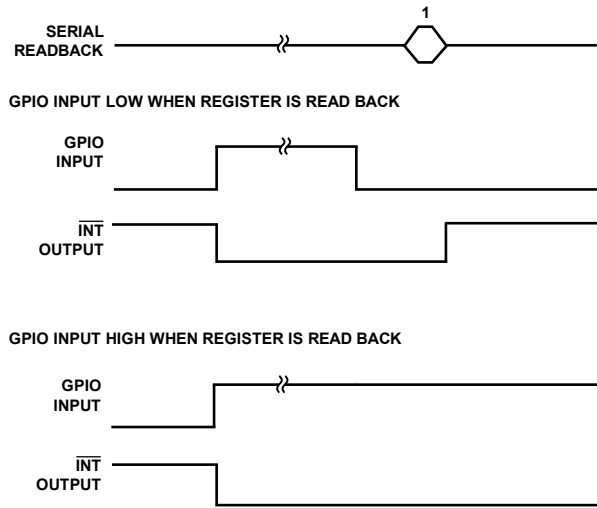 1
SERIAL
READBACK
GPIO INPUT LOW WHEN REGISTER IS READ BACK
GPIO
INPUT
INT
OUTPUT
GPIO INPUT HIGH WHEN REGISTER IS READ BACK
GPIO
INPUT
INT
OUTPUT